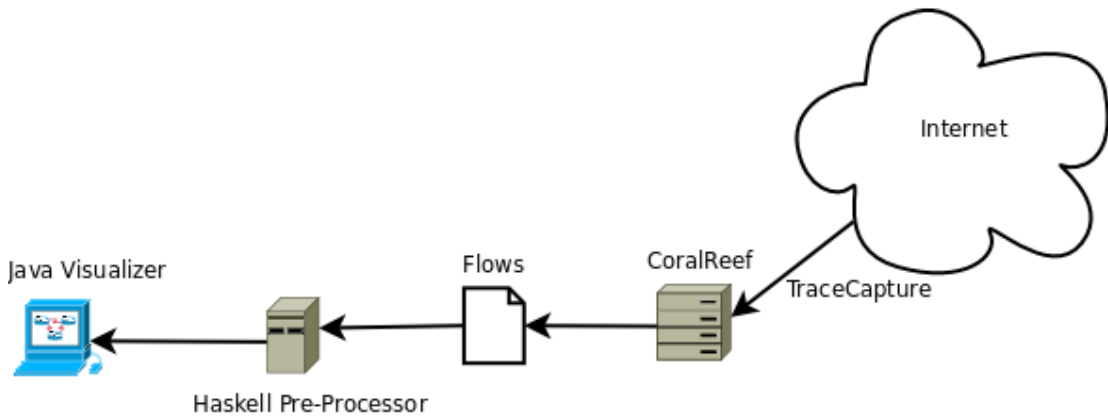 Internet
Java Visualizer
Flows
CoralReef
TraceCapture
Haskell Pre-Processor